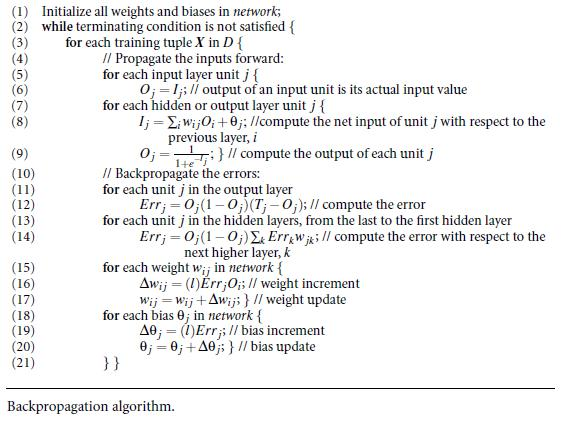 (1) Initialize all weights and biases in network;
(2) while terminating condition is not satisfied {
(3) for each training tuple X in D {
(4) // Propagate the inputs forward:
(5) for each input layer unit j {
(6) Oj = Ij; // output of an input unit is its actual input value
(7) for each hidden or output layer unit j {
(8) Ij = ∑i wijOi + θj; //compute the net input of unit j with respect to the
previous layer, i
(9) Oj = 1/(1+e^−Ij); } // compute the output of each unit j
(10) // Backpropagate the errors:
(11) for each unit j in the output layer
(12) Errj = Oj(1 − Oj)(Tj − Oj); // compute the error
(13) for each unit j in the hidden layers, from the last to the first hidden layer
(14) Errj = Oj(1 − Oj)∑k Errkwjk; // compute the error with respect to the
next higher layer, k
(15) for each weight wij in network {
(16) Δwij = (l)ErrjOi; // weight increment
(17) wij = wij + Δwij; } // weight update
(18) for each bias θj in network {
(19) Δθj = (l)Errj; // bias increment
(20) θj = θj + Δθj; } // bias update
(21) } }
Backpropagation algorithm.